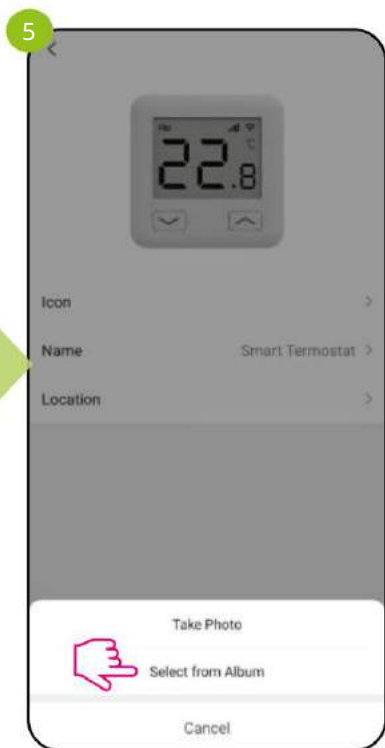 5
22.8
°C
Icon
Name Smart Termostat
Location
Take Photo
Select from Album
Cancel